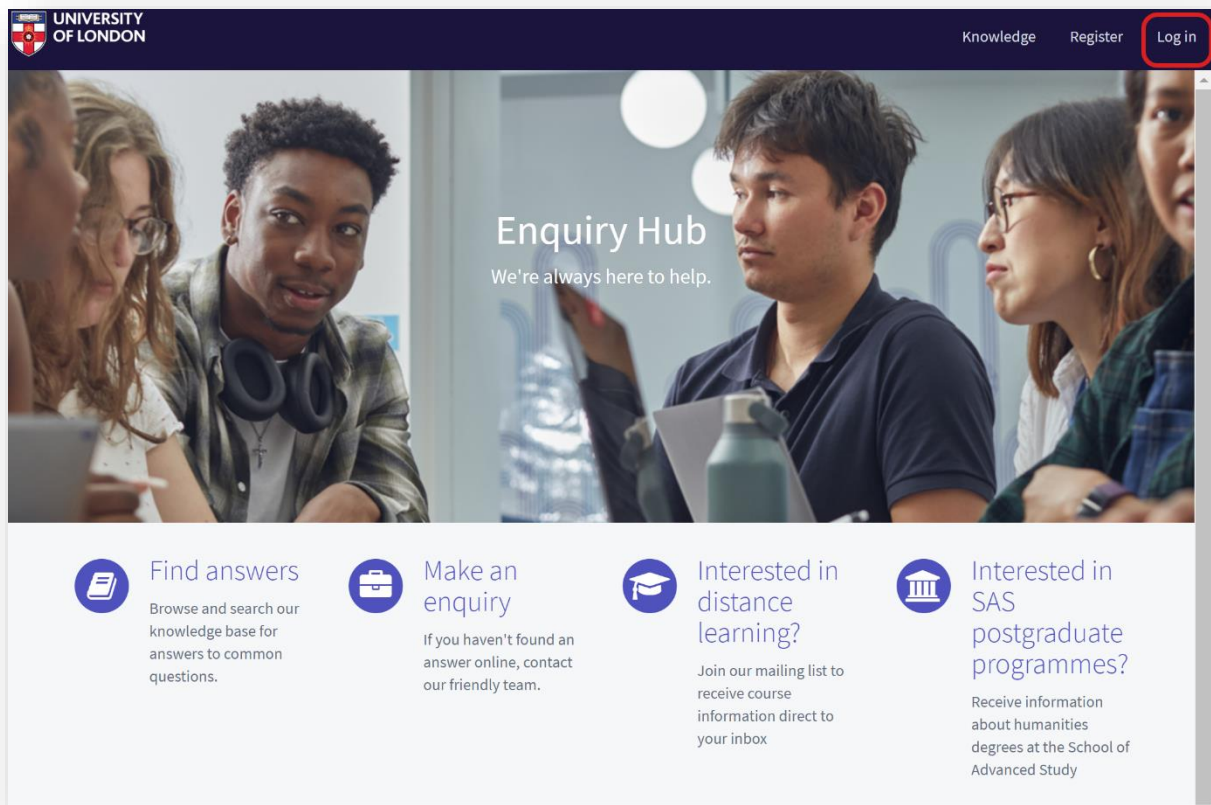 UNIVERSITY
OF LONDON
Knowledge
Register
Log in
Enquiry Hub
We're always here to help.
Find answers
Browse and search our
knowledge base for
answers to common
questions.
Make an
enquiry
If you haven't found an
answer online, contact
our friendly team.
Interested in
distance
learning?
Join our mailing list to
receive course
information direct to
your inbox
Interested in
SAS
postgraduate
programmes?
Receive information
about humanities
degrees at the School of
Advanced Study